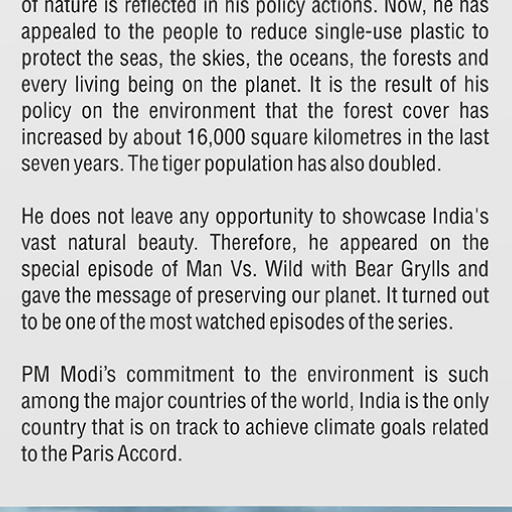 of nature is reflected in his policy actions. Now, he has
appealed to the people to reduce single-use plastic to
protect the seas, the skies, the oceans, the forests and
every living being on the planet. It is the result of his
policy on the environment that the forest cover has
increased by about 16,000 square kilometres in the last
seven years. The tiger population has also doubled.
He does not leave any opportunity to showcase India's
vast natural beauty. Therefore, he appeared on the
special episode of Man Vs. Wild with Bear Grylls and
gave the message of preserving our planet. It turned out
to be one of the most watched episodes of the series.
PM Modi’s commitment to the environment is such
among the major countries of the world, India is the only
country that is on track to achieve climate goals related
to the Paris Accord.